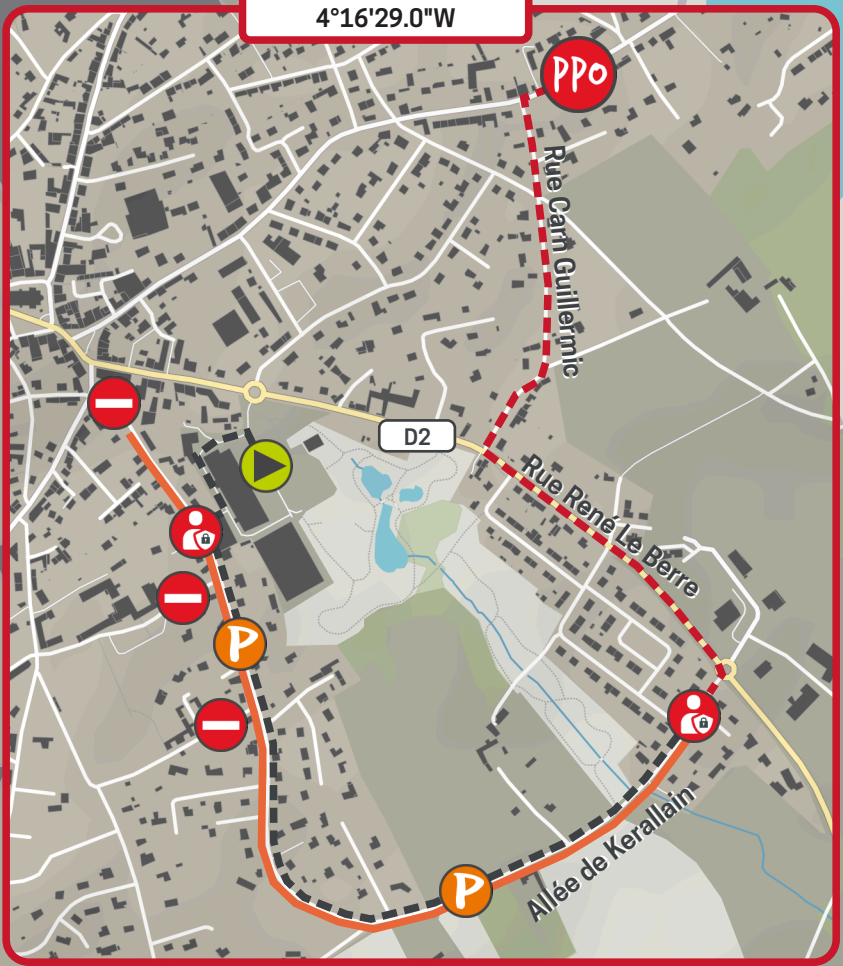 4°16'29.0"W
PPO
Rue Carn Guillermic
D2
Rue René Le Berre
P
P
Allée de Kerallain